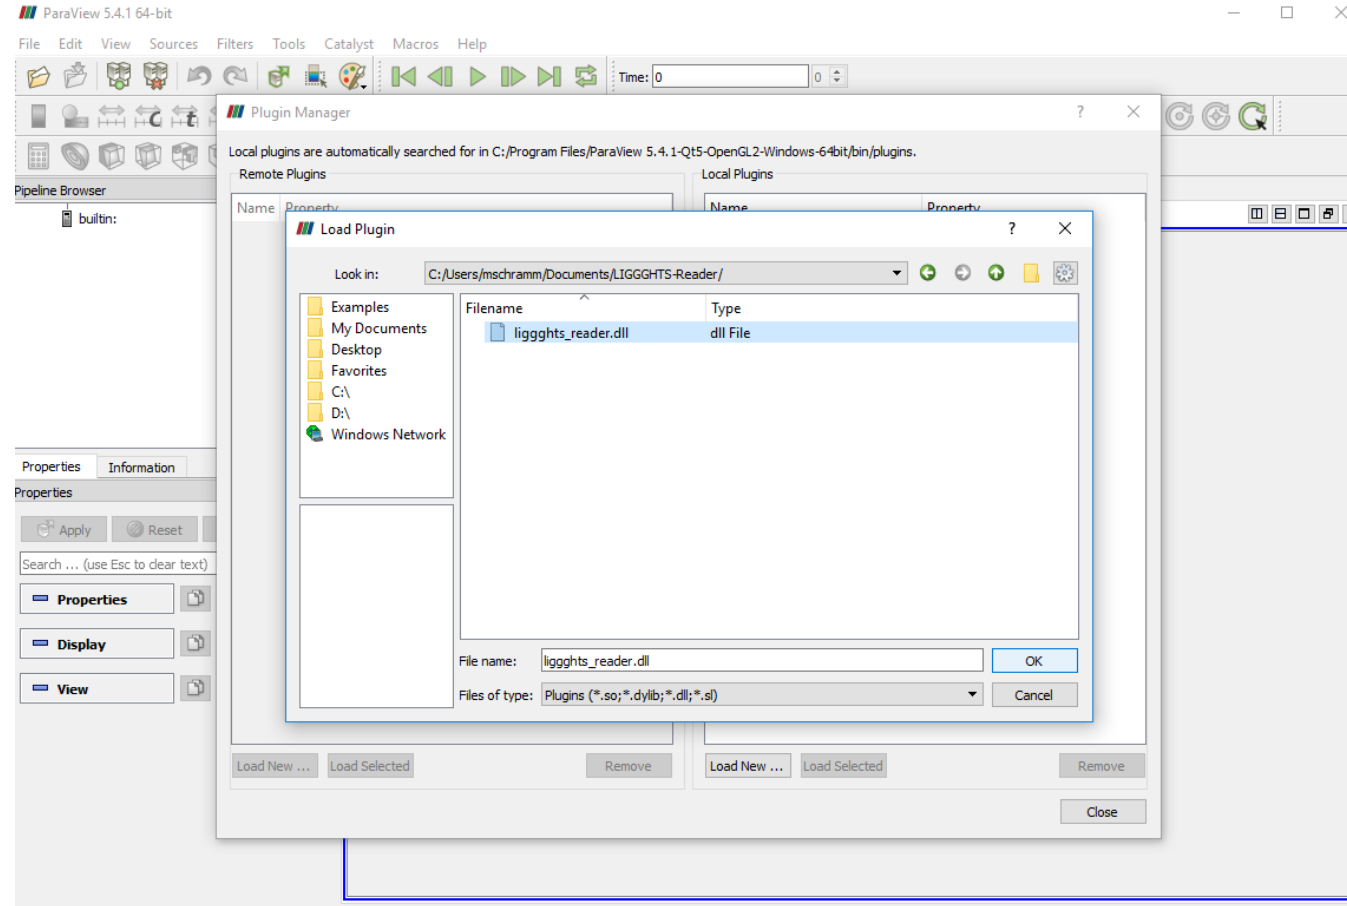 ParaView 5.4.1 64-bit
File Edit View Sources Filters Tools Catalyst Macros Help
Time: 0 0
Plugin Manager ?
Local plugins are automatically searched for in C:/Program Files/ParaView 5.4.1-Qt5-OpenGL2-Windows-64bit/bin/plugins.
Remote Plugins Local Plugins
Pipeline Browser
Name Property Name Property
builtin:
Load Plugin ?
Look in: C:/Users/mschramm/Documents/LIGGGHTS-Reader/
Examples
My Documents
Desktop
Favorites
C:\
D:\
Windows Network
Filename Type
liggghts_reader.dll dll File
Properties Information
Properties
Apply Reset
Search ... (use Esc to clear text)
Properties
Display
View
File name: liggghts_reader.dll OK
Files of type: Plugins (*.so;*.dylib;*.dll;*.sl) Cancel
Load New ... Load Selected Remove Load New ... Load Selected Remove
Close